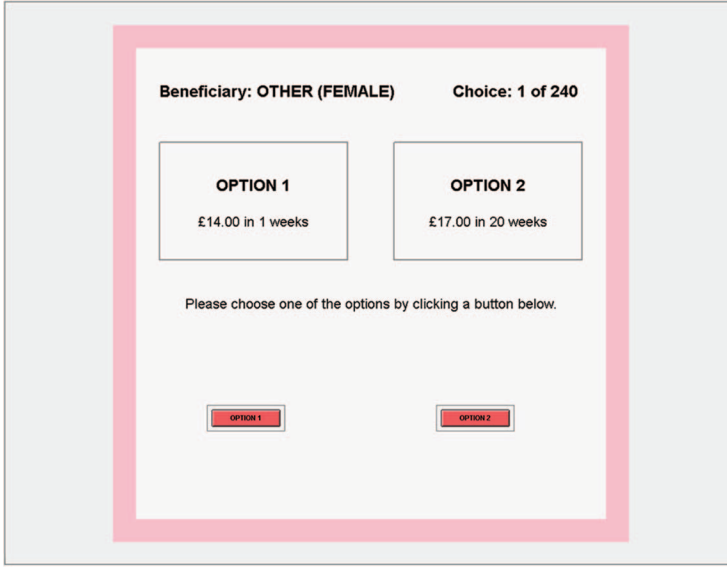 Beneficiary: OTHER (FEMALE) Choice: 1 of 240
OPTION 1 OPTION 2
£14.00 in 1 weeks £17.00 in 20 weeks
Please choose one of the options by clicking a button below.
OPTION 1 OPTION 2